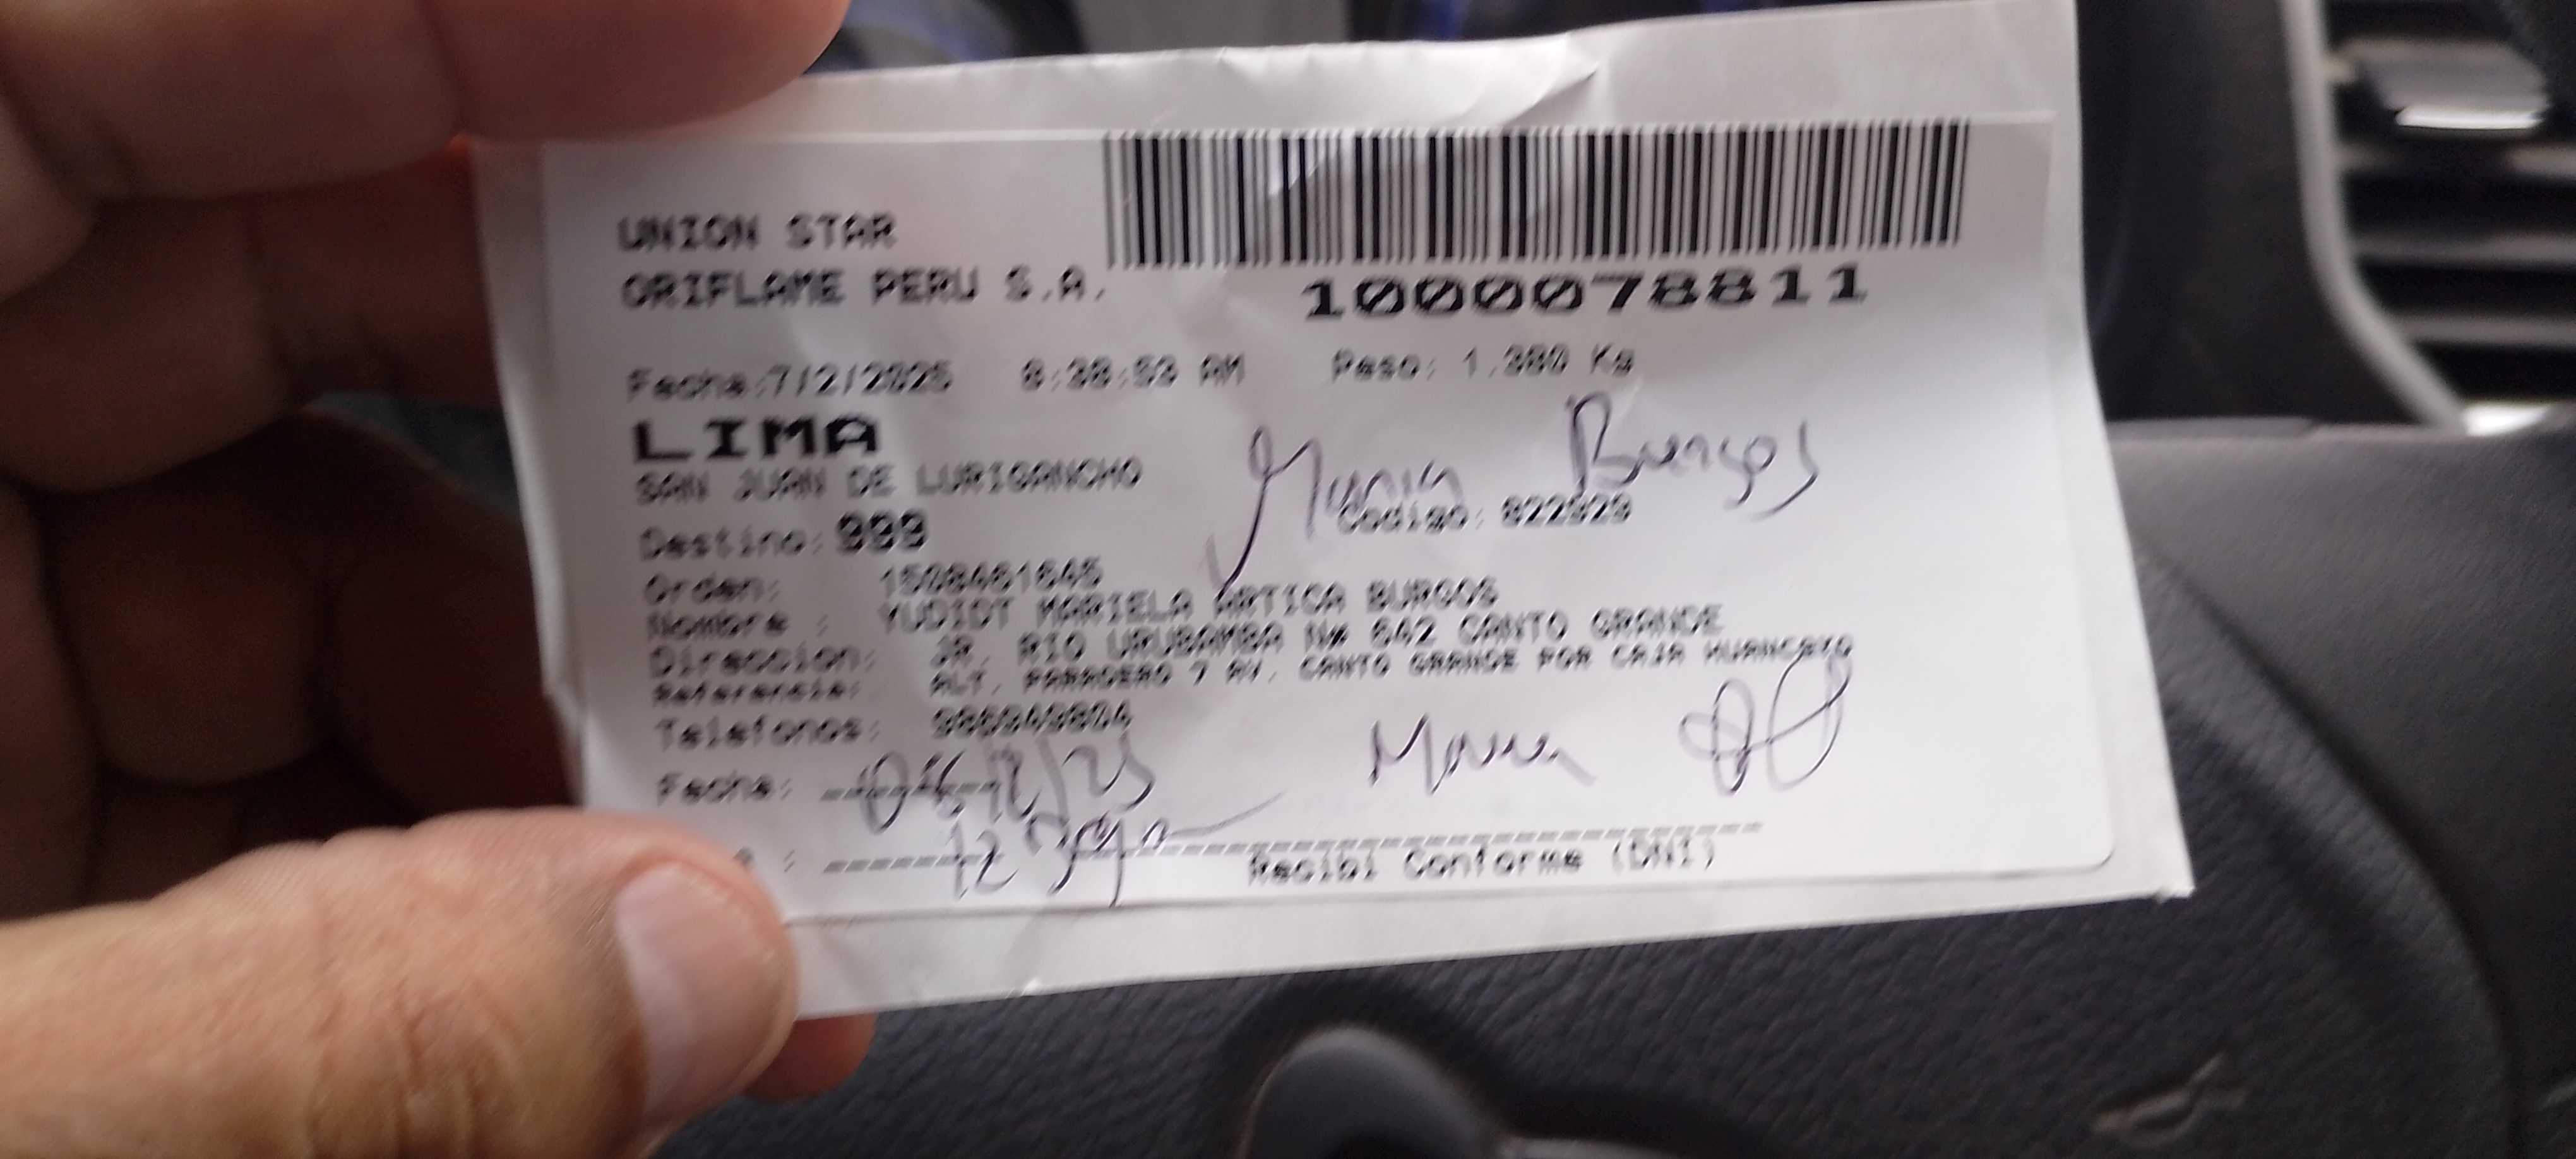 UNION STAR
ORIFLAME PERU S.A.
1000078811
Fecha:7/2/2025 8:38:53 AM Peso: 1.380 Kg
LIMA
SAN JUAN DE LURIGANCHO
Maria Burgos
Destino: 999 Codigo:
Orden: 1508461645
Nombre : YUDIDT MARIELA ARTICA BURGOS
Direccion: JR. RIO URUBAMBA N# 642 CANTO GRANDE
Referencia: ALT. PARADERO 7 AV. CANTO GRANDE POR CAJA HUANCAYO
Telefonos:
Fecha:
Maria
Recibi Conforme (DNI)